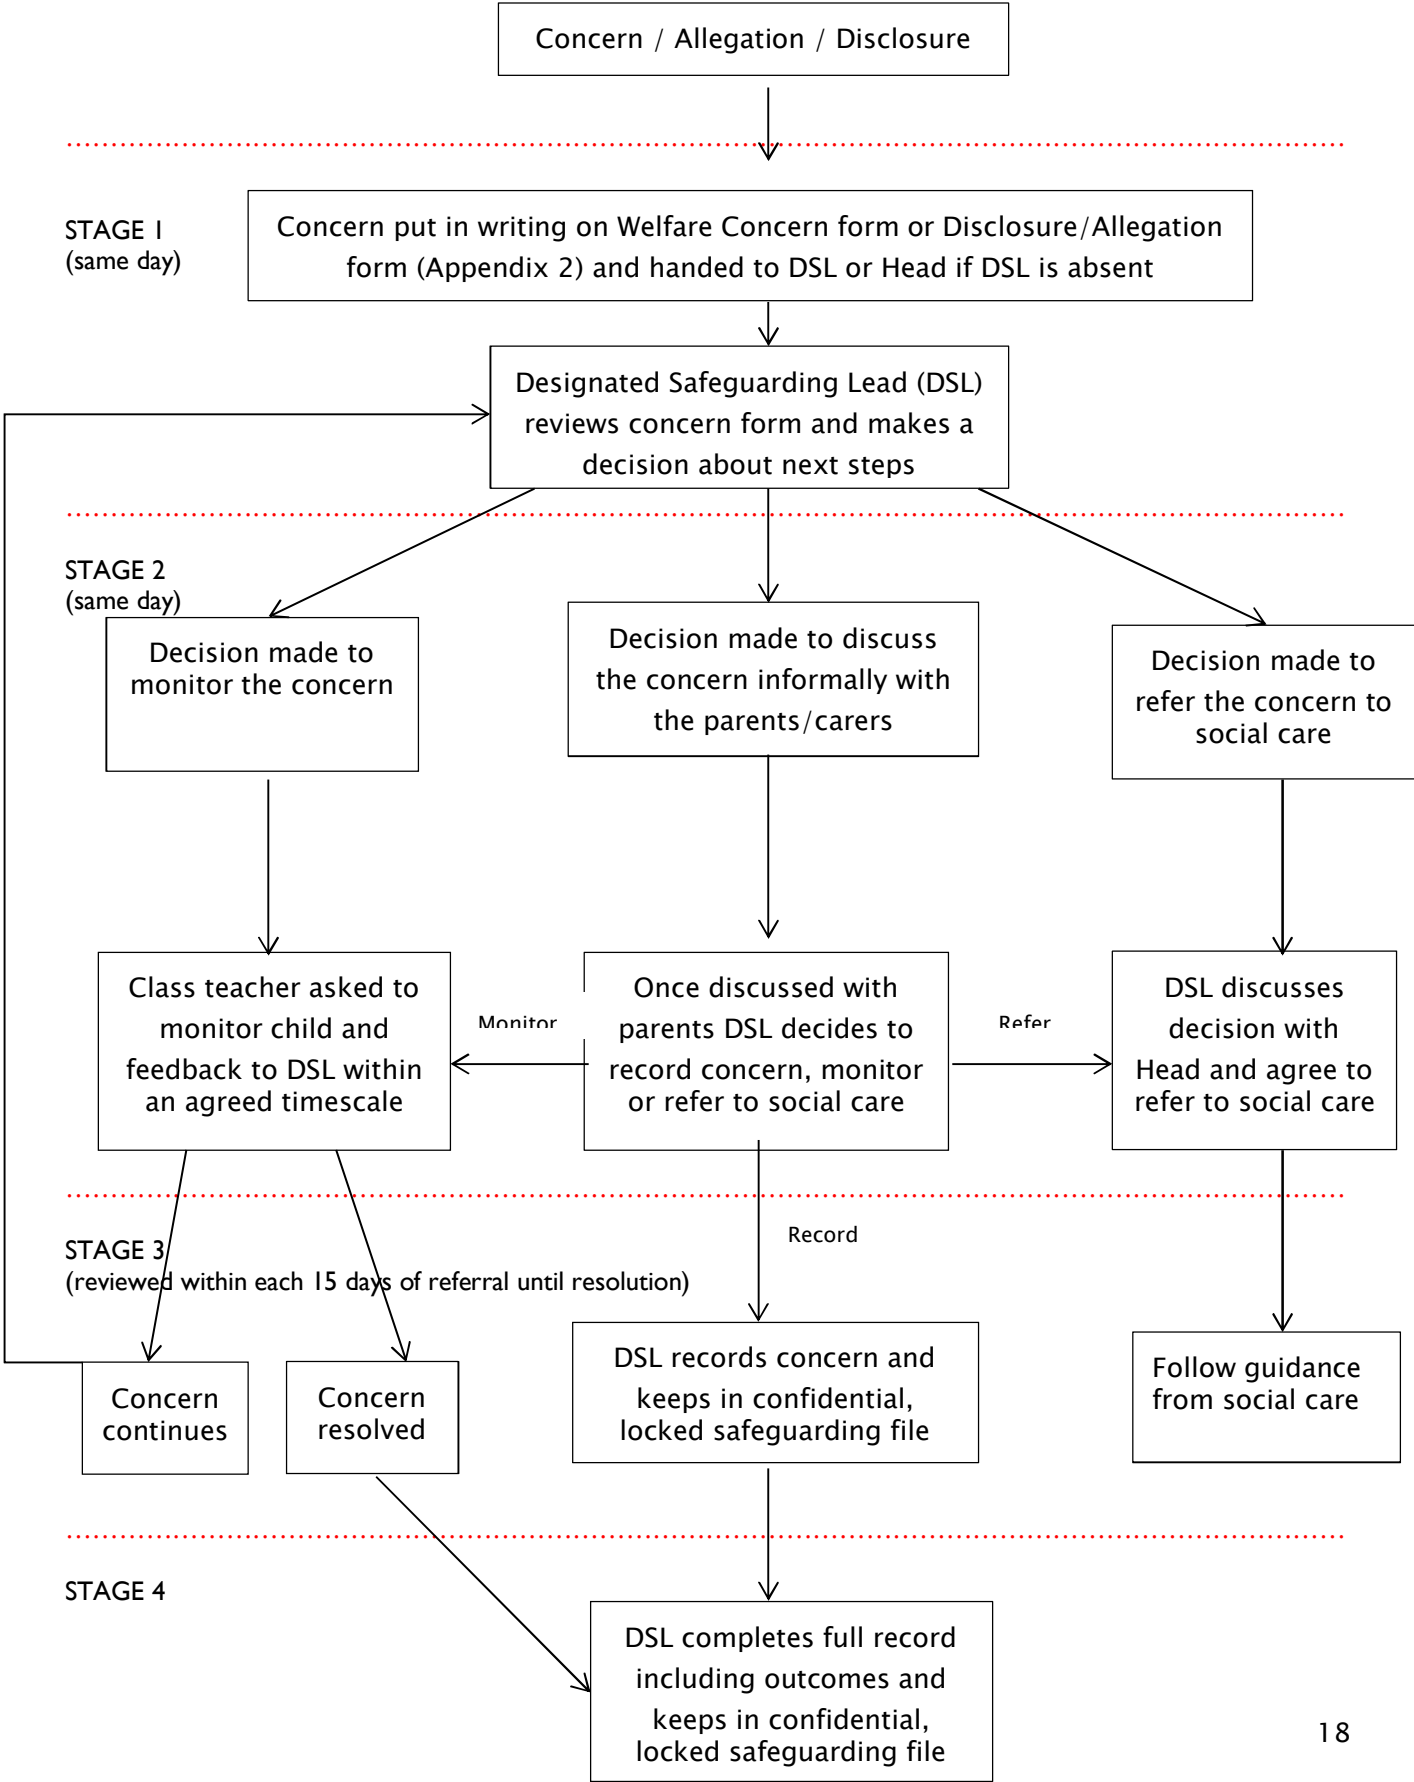 Concern / Allegation / Disclosure
STAGE 1
(same day)
Concern put in writing on Welfare Concern form or Disclosure/Allegation
form (Appendix 2) and handed to DSL or Head if DSL is absent
Designated Safeguarding Lead (DSL)
reviews concern form and makes a
decision about next steps
STAGE 2
(same day)
Decision made to
monitor the concern
Decision made to discuss
the concern informally with
the parents/carers
Decision made to
refer the concern to
social care
Class teacher asked to
monitor child and
feedback to DSL within
an agreed timescale
Monitor
Once discussed with
parents DSL decides to
record concern, monitor
or refer to social care
Refer
DSL discusses
decision with
Head and agree to
refer to social care
Record
STAGE 3
(reviewed within each 15 days of referral until resolution)
Concern
continues
Concern
resolved
DSL records concern and
keeps in confidential,
locked safeguarding file
Follow guidance
from social care
STAGE 4
DSL completes full record
including outcomes and
keeps in confidential,
locked safeguarding file
18